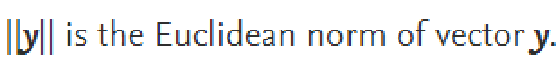 ||y|| is the Euclidean norm of vector y.